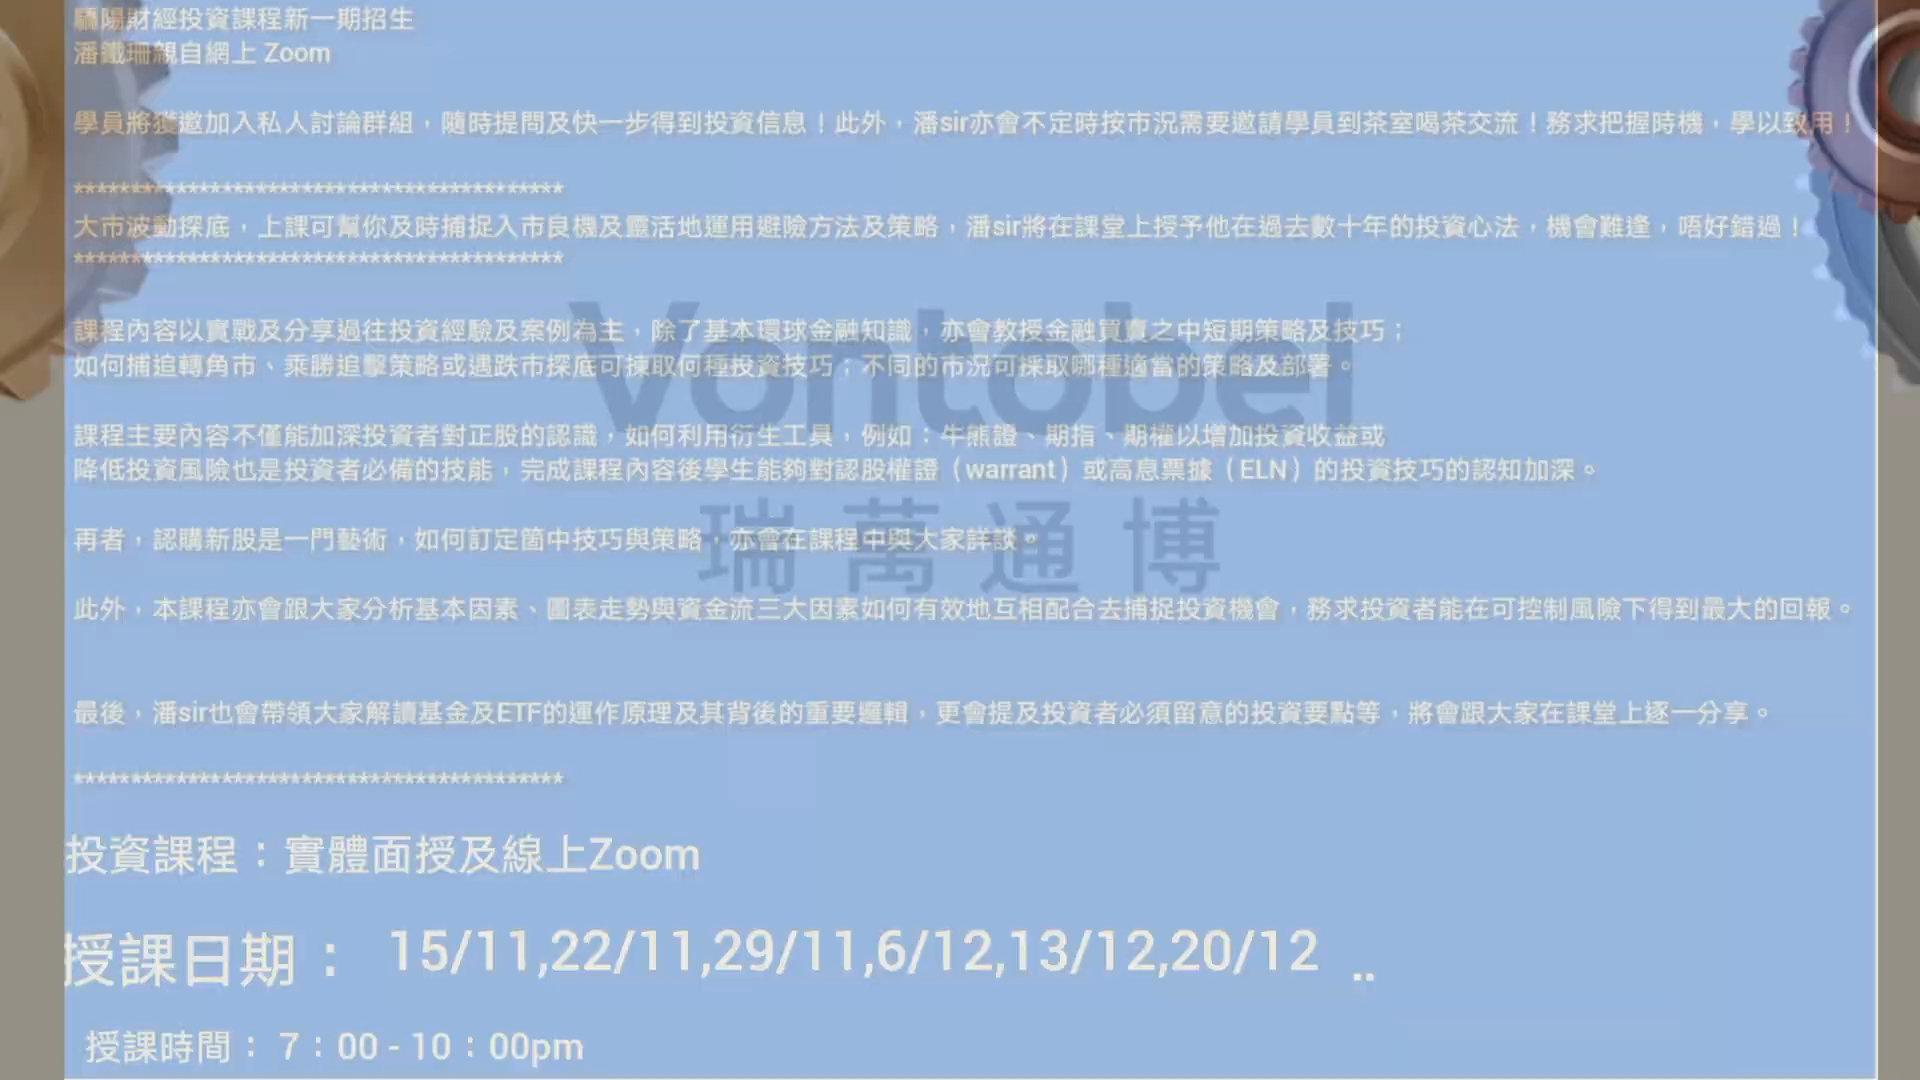 驕陽財經投資課程新一期招生
潘鐵珊親自網上 Zoom
學員將獲邀加入私人討論群組，隨時提問及快一步得到投資信息！此外，潘sir亦會不定時按市況需要邀請學員到茶室喝茶交流！務求把握時機，學以致用！
*******************************************
大市波動探底，上課可幫你及時捕捉入市良機及靈活地運用避險方法及策略，潘sir將在課堂上授予他在過去數十年的投資心法，機會難逢，唔好錯過！
*******************************************
課程內容以實戰及分享過往投資經驗及案例為主，除了基本環球金融知識，亦會教授金融買賣之中短期策略及技巧；
如何捕追轉角市、乘勝追擊策略或遇跌市探底可揀取何種投資技巧；不同的市況可採取哪種適當的策略及部署。
Vontobel
課程主要內容不僅能加深投資者對正股的認識，如何利用衍生工具，例如：牛熊證、期指、期權以增加投資收益或
降低投資風險也是投資者必備的技能，完成課程內容後學生能夠對認股權證（warrant）或高息票據（ELN）的投資技巧的認知加深。
再者，認購新股是一門藝術，如何訂定箇中技巧與策略，亦會在課程中與大家詳談。
瑞萬通博
此外，本課程亦會跟大家分析基本因素、圖表走勢與資金流三大因素如何有效地互相配合去捕捉投資機會，務求投資者能在可控制風險下得到最大的回報。
最後，潘sir也會帶領大家解讀基金及ETF的運作原理及其背後的重要邏輯，更會提及投資者必須留意的投資要點等，將會跟大家在課堂上逐一分享。
*******************************************
投資課程：實體面授及線上Zoom
授課日期： 15/11,22/11,29/11,6/12,13/12,20/12 ..
授課時間： 7：00 - 10：00pm